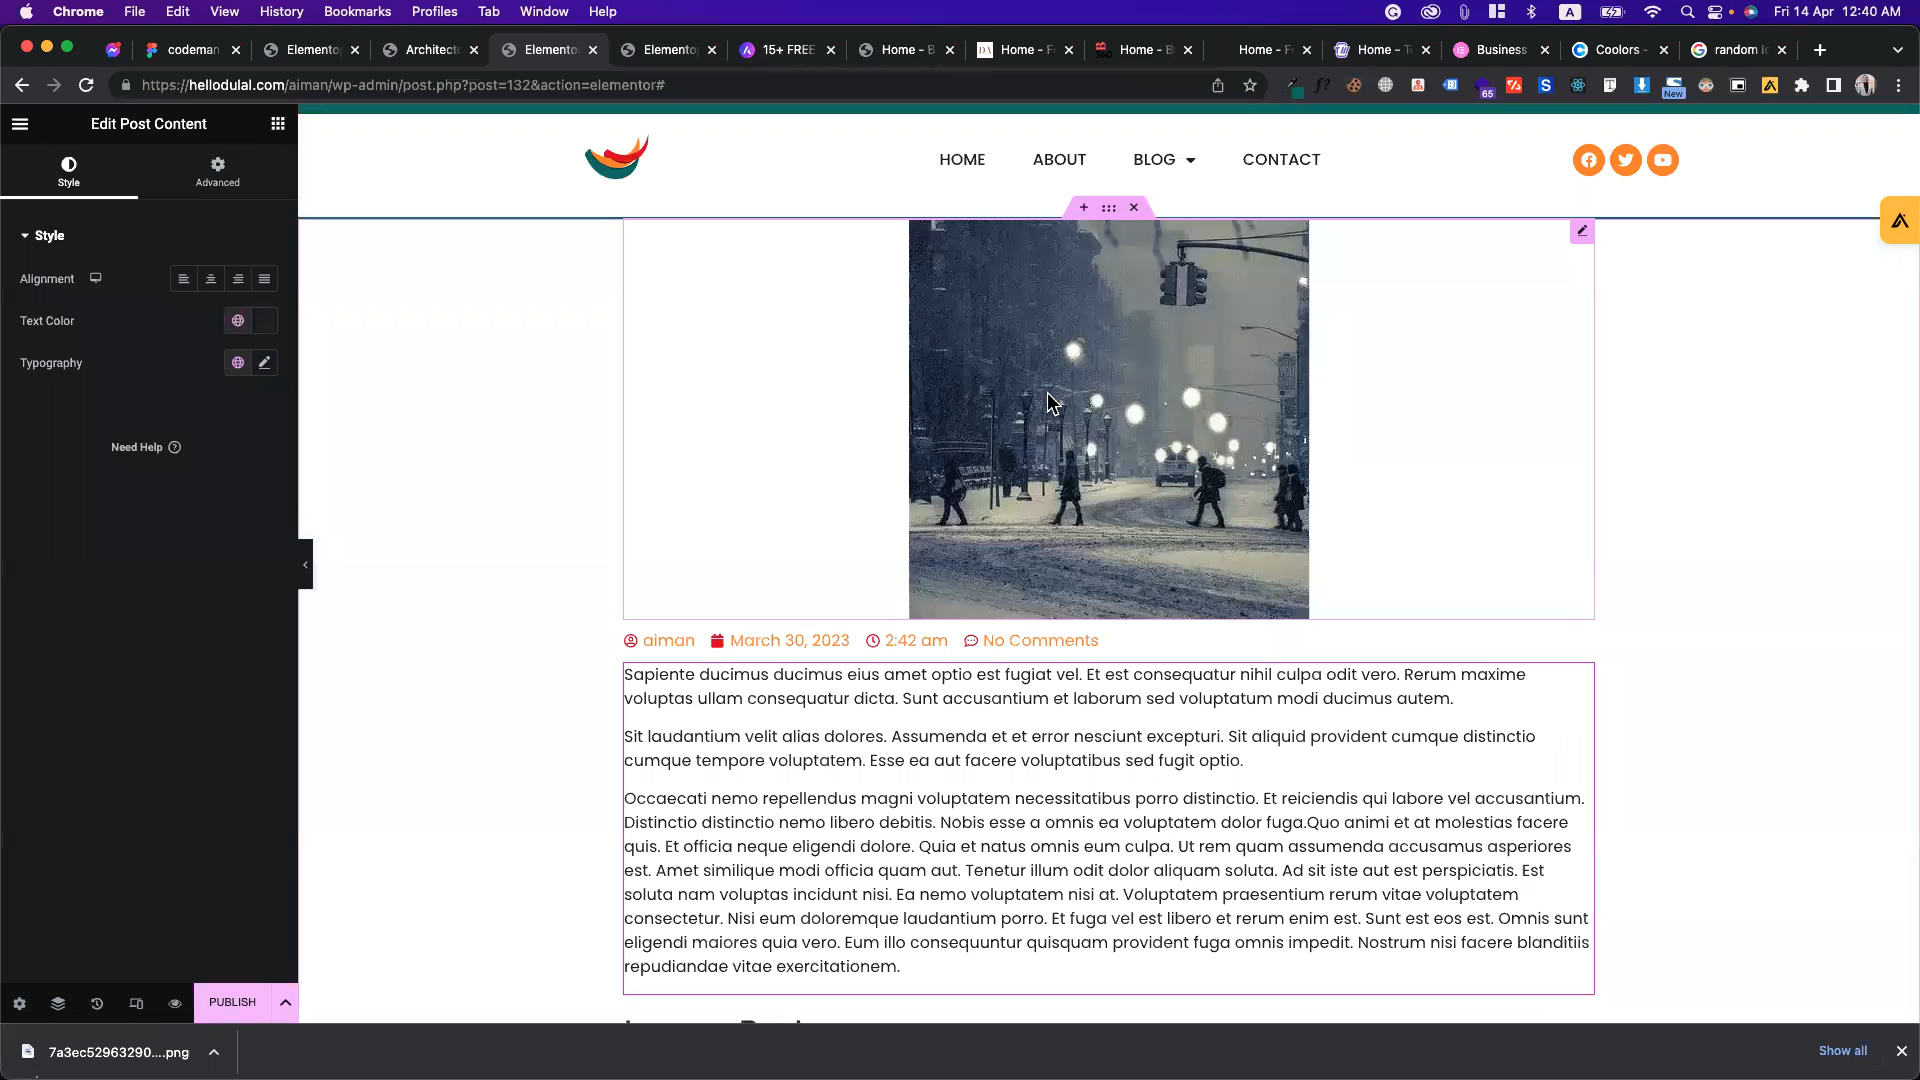 Chrome File Edit View History Bookmarks Profiles Tab Window Help
A
Fri 14 Apr 12:40 AM
codeman
Elemento
Architect
Elemento
Elemento
15+ FREE
Home - B
Home - F
Home - B
Home - F
Home - T
Business
Coolors -
random
https://hellodulal.com/aiman/wp-admin/post.php?post=132&action=elementor#
65
New
Edit Post Content
Style
Advanced
Style
Alignment
Text Color
Typography
Need Help
PUBLISH
HOME ABOUT BLOG CONTACT
aiman March 30, 2023 2:42 am No Comments
Sapiente ducimus ducimus eius amet optio est fugiat vel. Et est consequatur nihil culpa odit vero. Rerum maxime
voluptas ullam consequatur dicta. Sunt accusantium et laborum sed voluptatum modi ducimus autem.
Sit laudantium velit alias dolores. Assumenda et et error nesciunt excepturi. Sit aliquid provident cumque distinctio
cumque tempore voluptatem. Esse ea aut facere voluptatibus sed fugit optio.
Occaecati nemo repellendus magni voluptatem necessitatibus porro distinctio. Et reiciendis qui labore vel accusantium.
Distinctio distinctio nemo libero debitis. Nobis esse a omnis ea voluptatem dolor fuga.Quo animi et at molestias facere
quis. Et officia neque eligendi dolore. Quia et natus omnis eum culpa. Ut rem quam assumenda accusamus asperiores
est. Amet similique modi officia quam aut. Tenetur illum odit dolor aliquam soluta. Ad sit iste aut est perspiciatis. Est
soluta nam voluptas incidunt nisi. Ea nemo voluptatem nisi at. Voluptatem praesentium rerum vitae voluptatem
consectetur. Nisi eum doloremque laudantium porro. Et fuga vel est libero et rerum enim est. Sunt est eos est. Omnis sunt
eligendi maiores quia vero. Eum illo consequuntur quisquam provident fuga omnis impedit. Nostrum nisi facere blanditiis
repudiandae vitae exercitationem.
7a3ec52963290....png
Show all